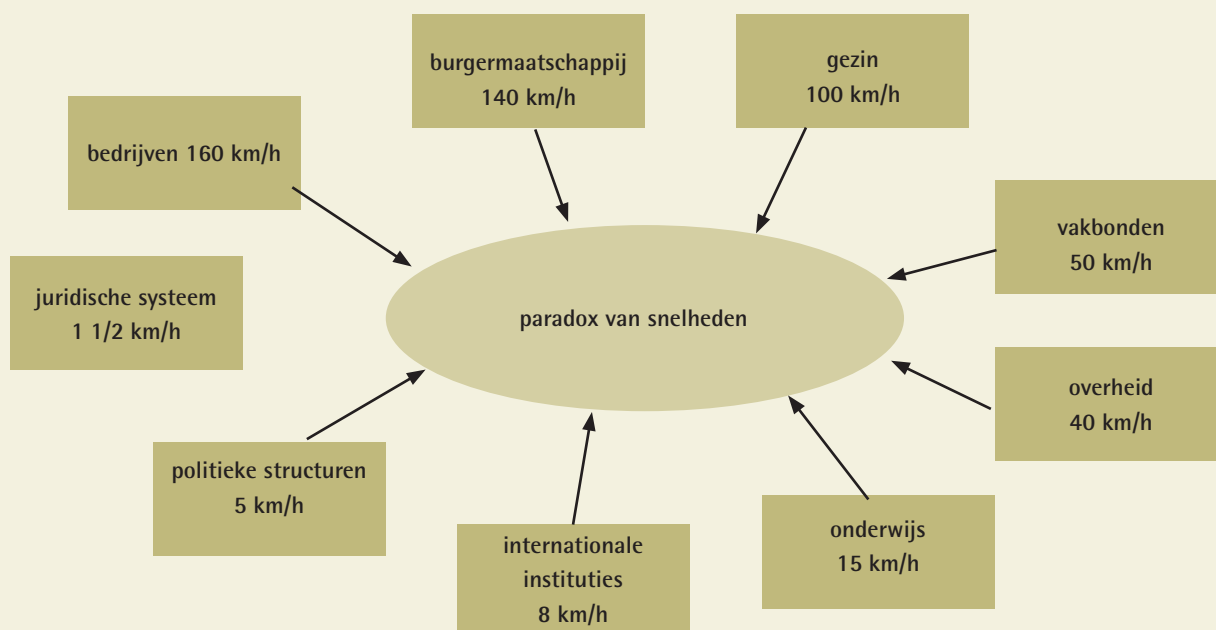 burgermaatschappij
140 km/h
gezin
100 km/h
bedrijven 160 km/h
vakbonden
50 km/h
juridische systeem
1 1/2 km/h
paradox van snelheden
overheid
40 km/h
politieke structuren
5 km/h
internationale
instituties
8 km/h
onderwijs
15 km/h